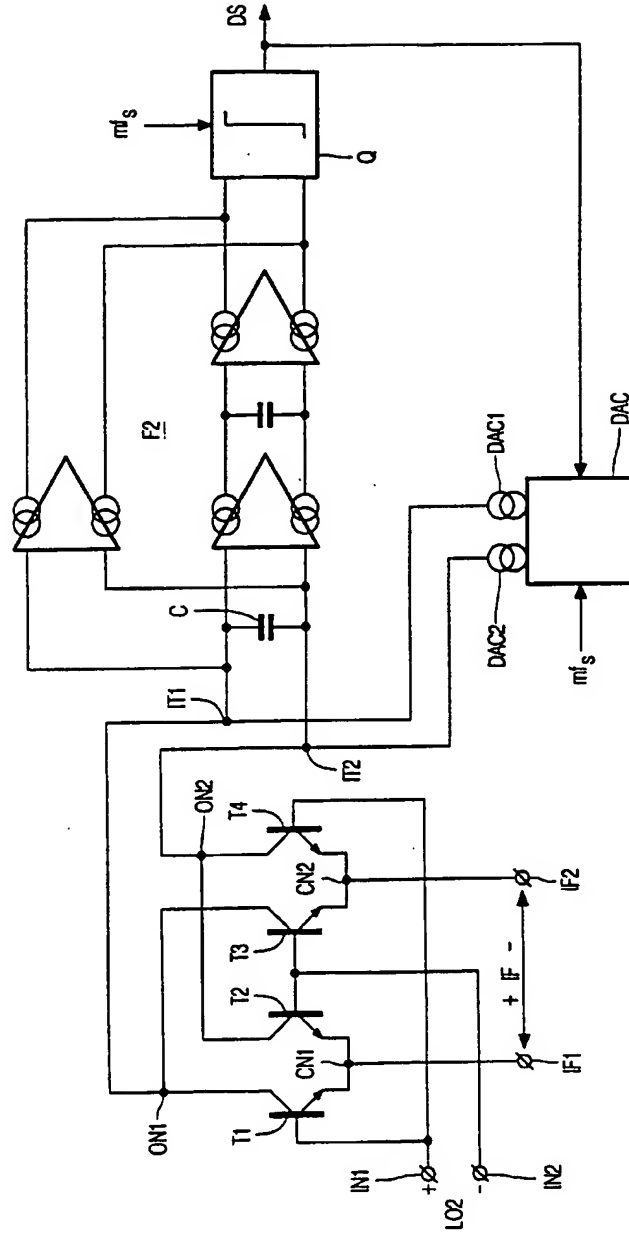 DS
mfs
Q
F2
C
IT1
IT2
ON2
ON1
T4
T3
T2
T1
CN2
CN1
DAC1
DAC2
DAC
mfs
IN1
+
LO2
-
IN2
IF1
+ IF -
IF2